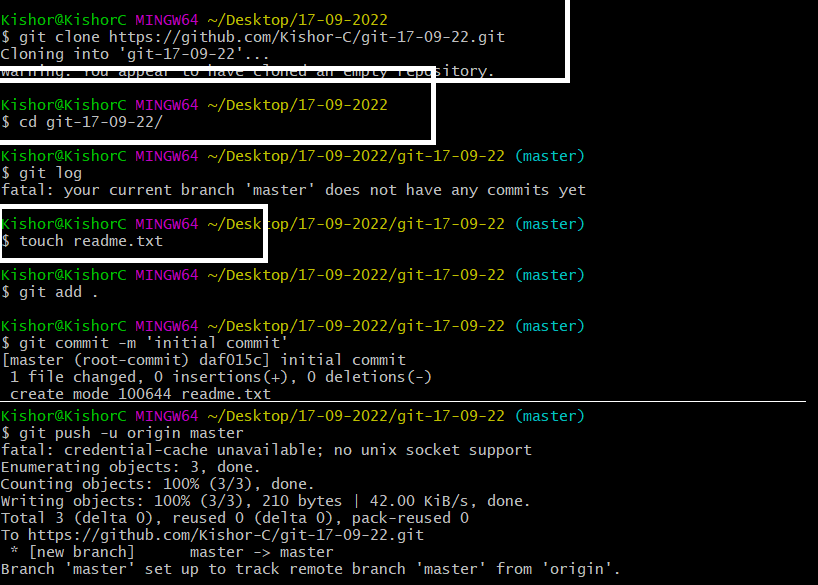 Kishor@KishorC MINGW64 ~/Desktop/17-09-2022
$ git clone https://github.com/Kishor-C/git-17-09-22.git
Cloning into 'git-17-09-22'...
warning: You appear to have cloned an empty repository.
Kishor@KishorC MINGW64 ~/Desktop/17-09-2022
$ cd git-17-09-22/
Kishor@KishorC MINGW64 ~/Desktop/17-09-2022/git-17-09-22 (master)
$ git log
fatal: your current branch 'master' does not have any commits yet
Kishor@KishorC MINGW64 ~/Desktop/17-09-2022/git-17-09-22 (master)
$ touch readme.txt
Kishor@KishorC MINGW64 ~/Desktop/17-09-2022/git-17-09-22 (master)
$ git add .
Kishor@KishorC MINGW64 ~/Desktop/17-09-2022/git-17-09-22 (master)
$ git commit -m 'initial commit'
[master (root-commit) daf015c] initial commit
 1 file changed, 0 insertions(+), 0 deletions(-)
 create mode 100644 readme.txt
Kishor@KishorC MINGW64 ~/Desktop/17-09-2022/git-17-09-22 (master)
$ git push -u origin master
fatal: credential-cache unavailable; no unix socket support
Enumerating objects: 3, done.
Counting objects: 100% (3/3), done.
Writing objects: 100% (3/3), 210 bytes | 42.00 KiB/s, done.
Total 3 (delta 0), reused 0 (delta 0), pack-reused 0
To https://github.com/Kishor-C/git-17-09-22.git
 * [new branch]      master -> master
Branch 'master' set up to track remote branch 'master' from 'origin'.